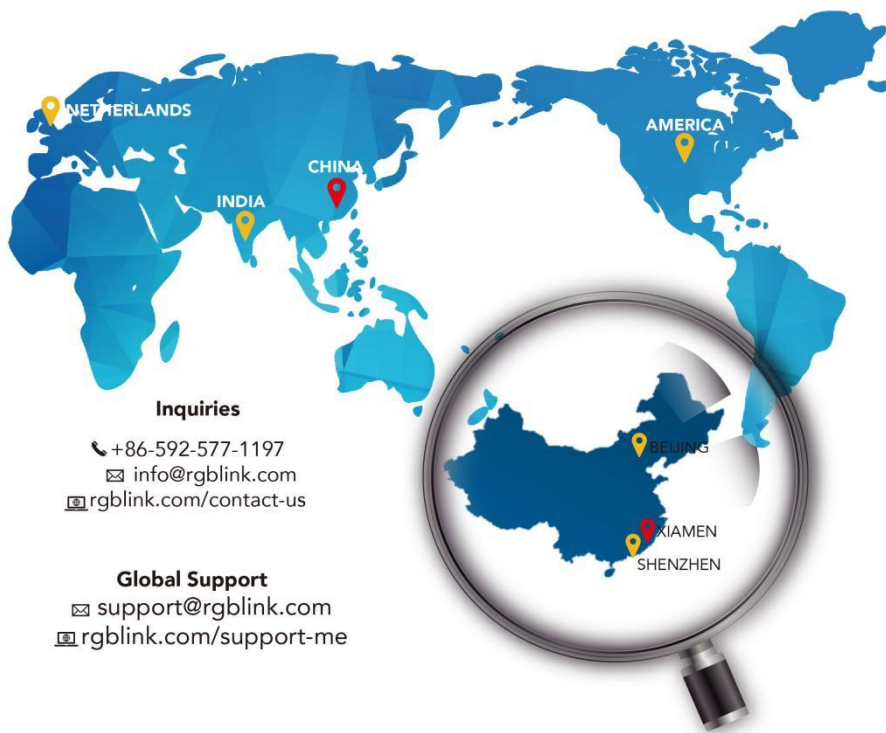 NETHERLANDS
AMERICA
CHINA
INDIA
Inquiries
+86-592-577-1197
info@rgblink.com
rgblink.com/contact-us
BEIJING
XIAMEN
SHENZHEN
Global Support
support@rgblink.com
rgblink.com/support-me